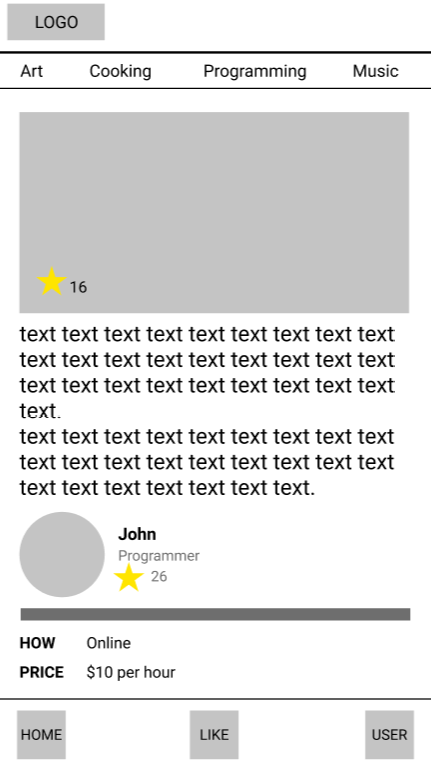 LOGO
Art Cooking Programming Music
16
text text text text text text text text text
text text text text text text text text text
text text text text text text text text text
text.
text text text text text text text text text
text text text text text text text text text
text text text text text text text.
John
Programmer
26
HOW Online
PRICE $10 per hour
HOME LIKE USER